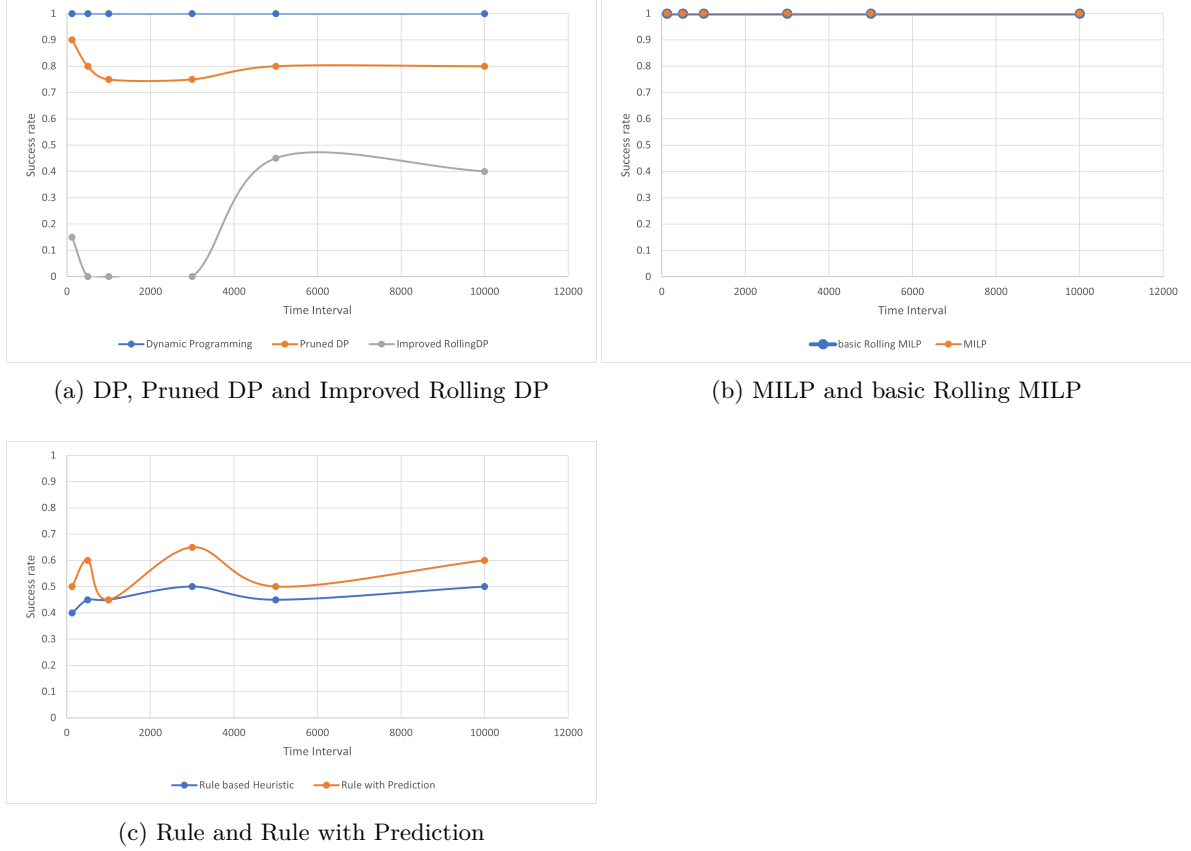 1
0.9
0.8
0.7
0.6
0.5
0.4
0.3
0.2
0.1
0
Success rate
0 2000 4000 6000 8000 10000 12000
Time Interval
Dynamic Programming Pruned DP Improved RollingDP
(a) DP, Pruned DP and Improved Rolling DP
1
0.9
0.8
0.7
0.6
0.5
0.4
0.3
0.2
0.1
0
Success rate
0 2000 4000 6000 8000 10000 12000
Time Interval
basic Rolling MILP MILP
(b) MILP and basic Rolling MILP
1
0.9
0.8
0.7
0.6
0.5
0.4
0.3
0.2
0.1
0
Success rate
0 2000 4000 6000 8000 10000 12000
Time Interval
Rule based Heuristic Rule with Prediction
(c) Rule and Rule with Prediction